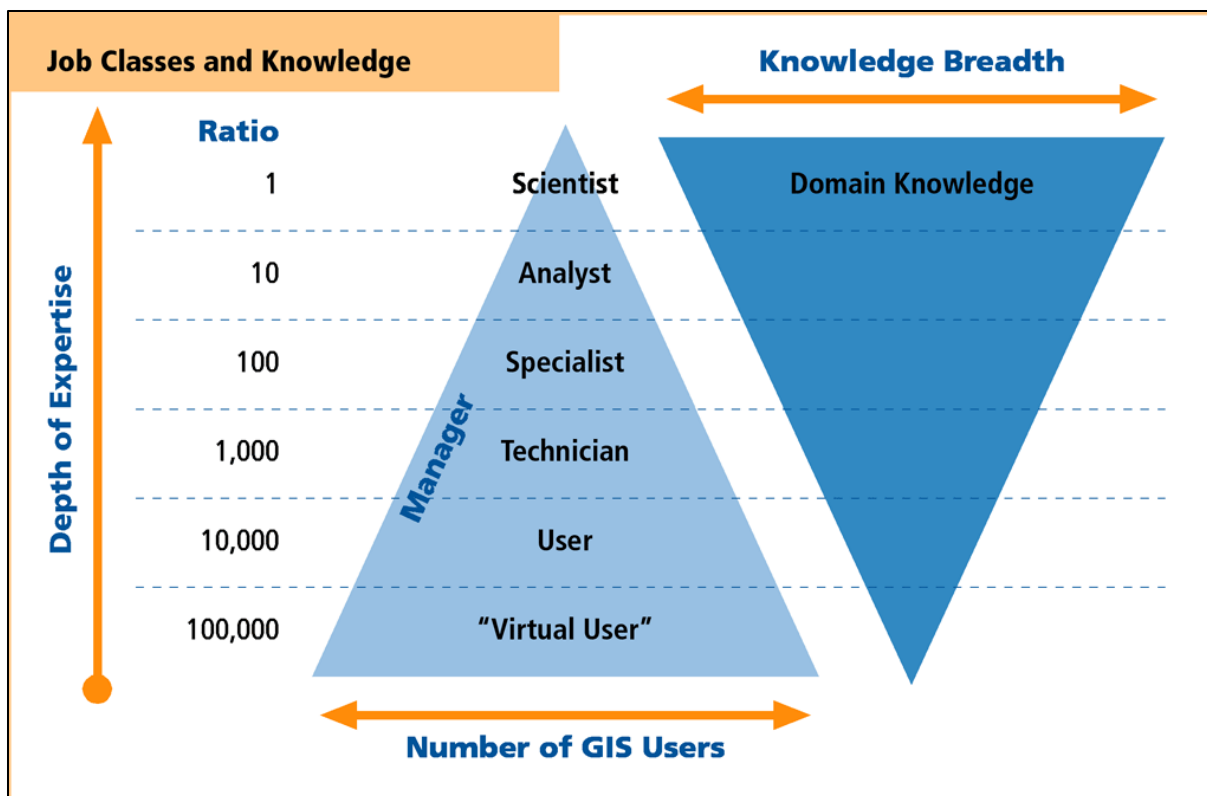 Job Classes and Knowledge
Knowledge Breadth
Ratio
1
Scientist
Domain Knowledge
10
Analyst
100
Specialist
1,000
Technician
10,000
User
100,000
“Virtual User”
Manager
Depth of Expertise
Number of GIS Users